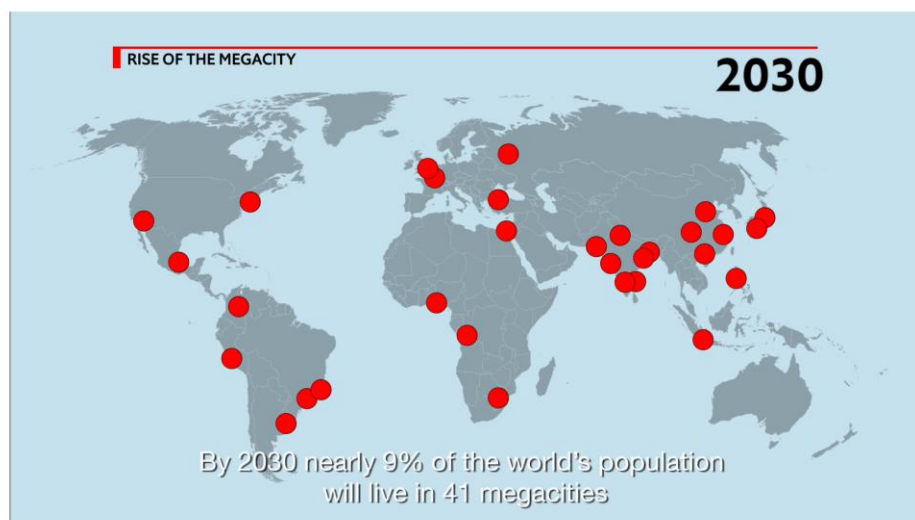 RISE OF THE MEGACITY
2030
By 2030 nearly 9% of the world's population
will live in 41 megacities